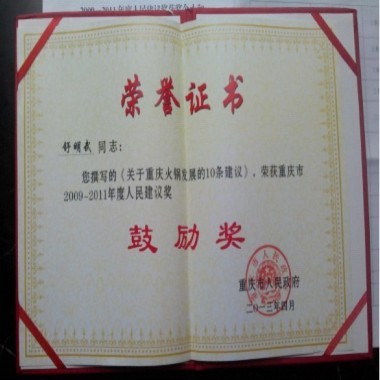 荣誉证书
舒明武 同志:
您撰写的《关于重庆火锅发展的10条建议》,荣获重庆市
2009-2011年度人民建议奖
鼓励奖
重庆市人民政府
二〇一三年四月